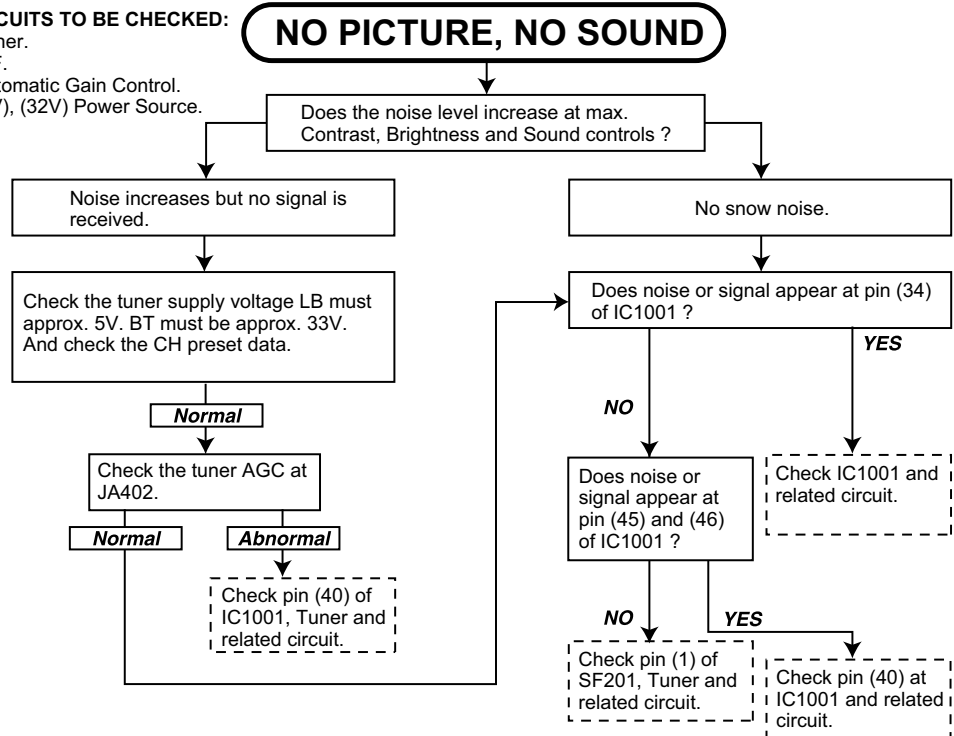 CUITS TO BE CHECKED:
ner.
tomatic Gain Control.
), (32V) Power Source.
NO PICTURE, NO SOUND
Does the noise level increase at max.
Contrast, Brightness and Sound controls ?
Noise increases but no signal is
received.
No snow noise.
Check the tuner supply voltage LB must
approx. 5V. BT must be approx. 33V.
And check the CH preset data.
Does noise or signal appear at pin (34)
of IC1001 ?
YES
NO
Normal
Check the tuner AGC at
JA402.
Does noise or
signal appear at
pin (45) and (46)
of IC1001 ?
Check IC1001 and
related circuit.
Normal
Abnormal
Check pin (40) of
IC1001, Tuner and
related circuit.
NO
YES
Check pin (1) of
SF201, Tuner and
related circuit.
Check pin (40) at
IC1001 and related
circuit.